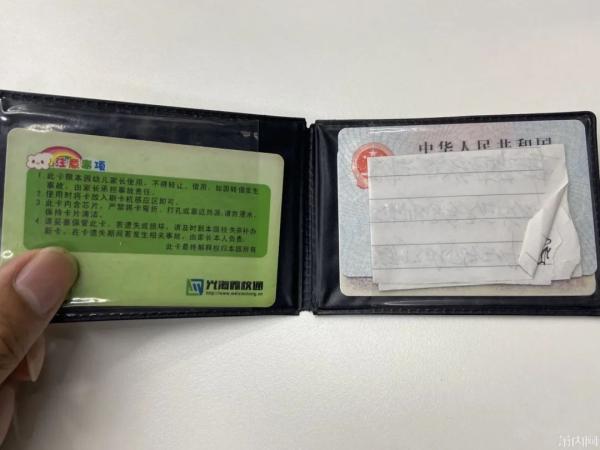 注意事项
1. 此卡限本园幼儿家长使用,不得转让、借用,如因转借发生
事故,由家长承担事故责任。
2. 使用时将卡放入刷卡机感应区即可。
3. 此卡内含芯片,严禁将卡弯折,打孔或靠近热源,请勿浸水,
保持卡片清洁。
4. 请妥善保管此卡,若遗失或损坏,请及时到本园挂失并补办
新卡,在卡遗失期间若发生相关事故,由家长本人负责.
此卡最终解释权归本园所有
中华人民共和国